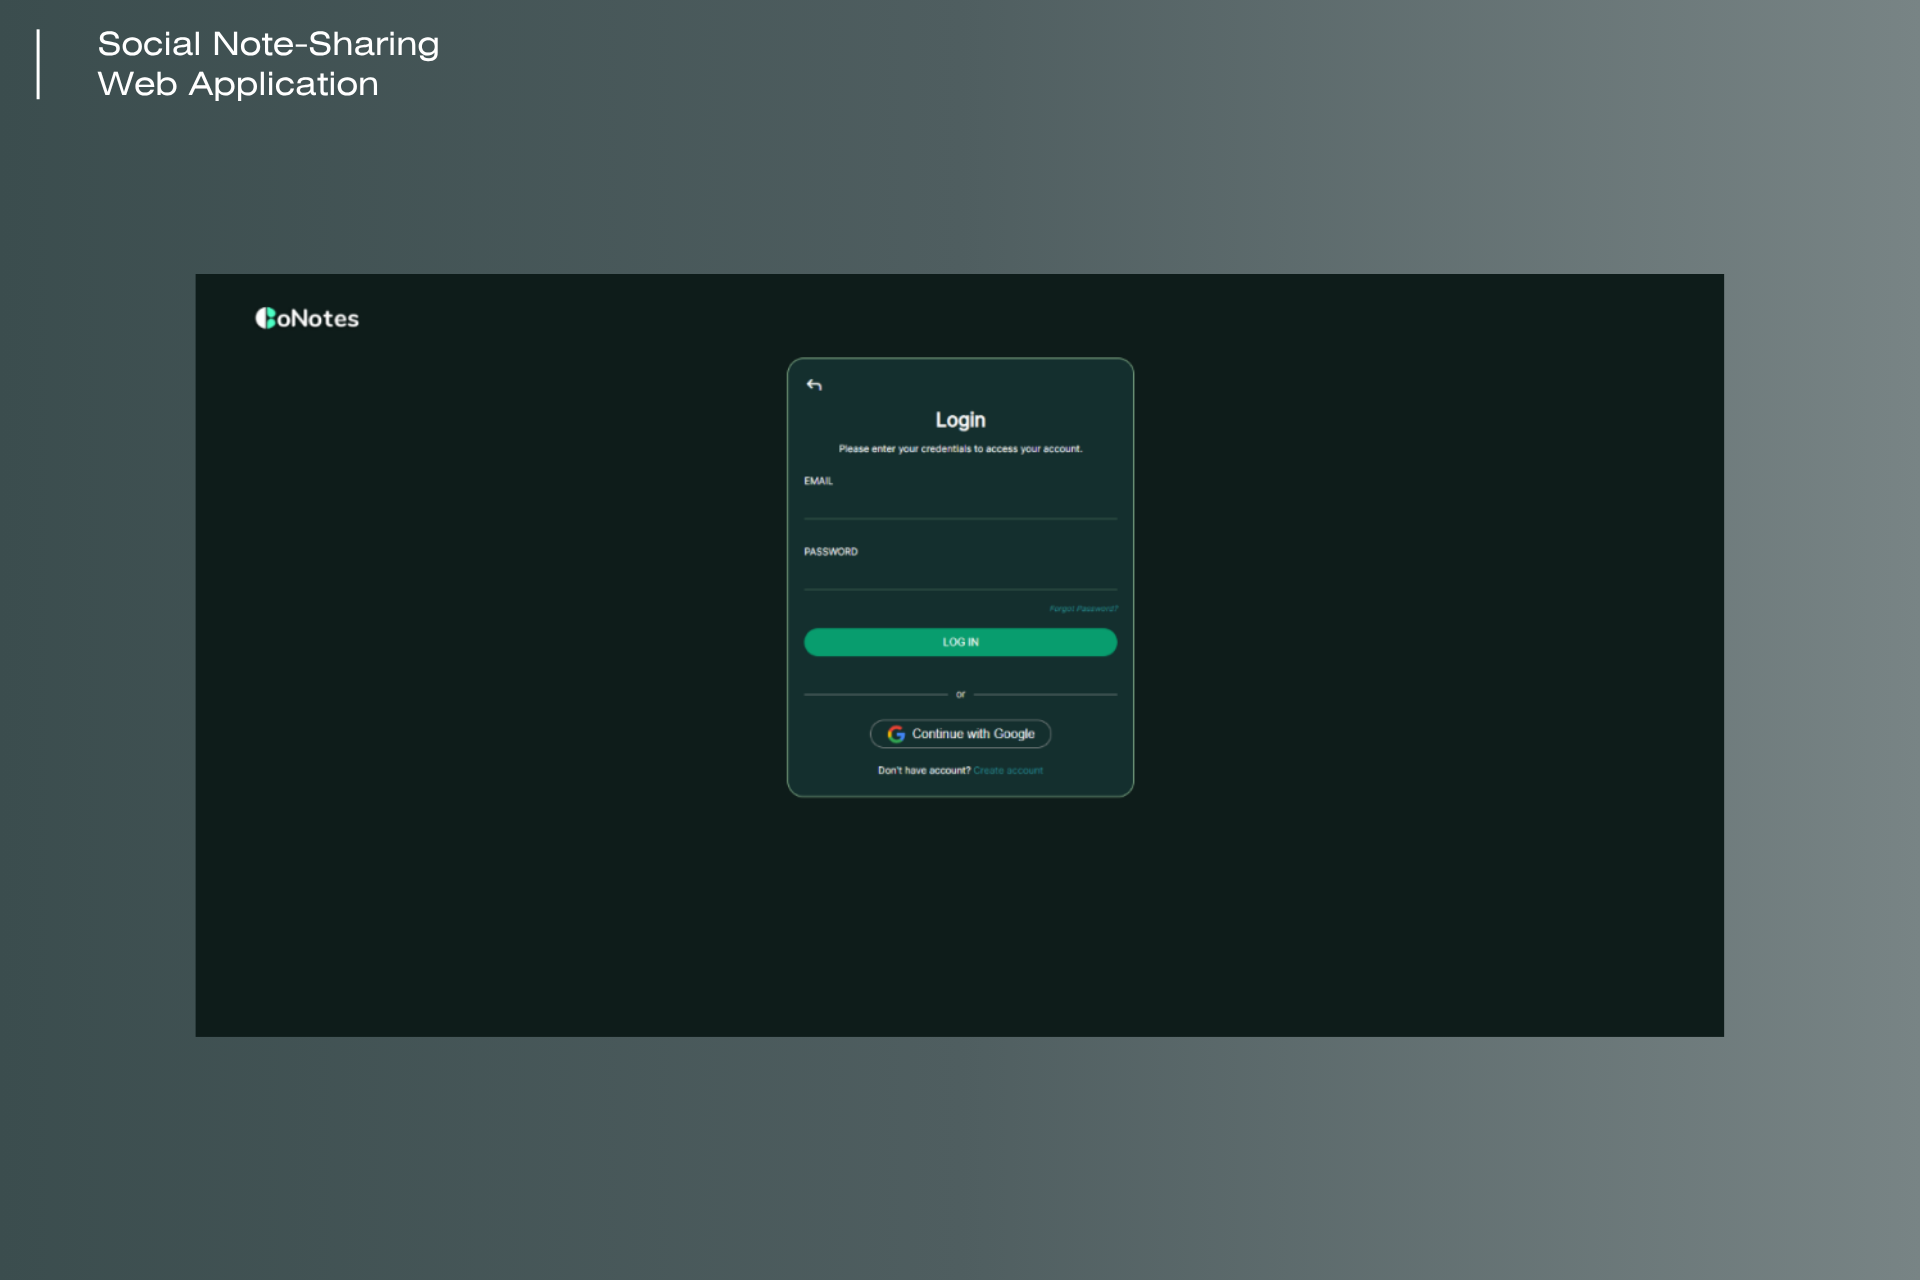 Social Note-Sharing
Web Application
CoNotes
Login
Please enter your credentials to access your account.
EMAIL
PASSWORD
Forgot Password?
LOG IN
or
Continue with Google
Don't have account? Create account